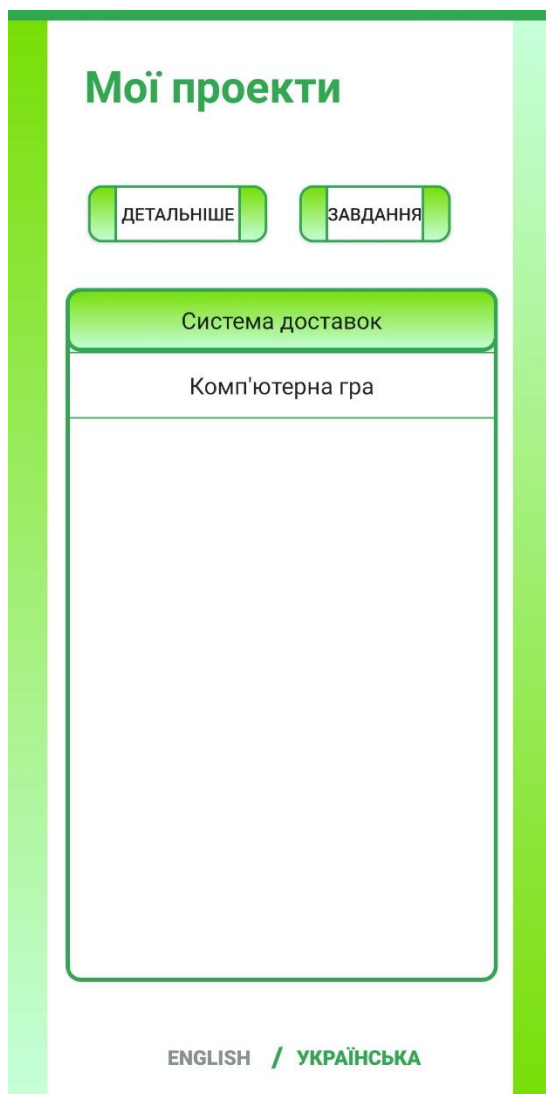 Мої проекти
ДЕТАЛЬНІШЕ ЗАВДАННЯ
Система доставок
Комп'ютерна гра
ENGLISH / УКРАЇНСЬКА